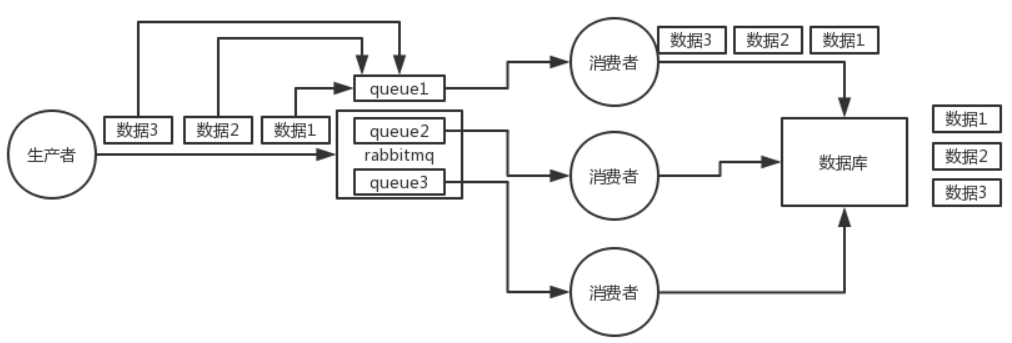 数据3 数据2 数据1
消费者
queue1
数据3 数据2 数据1
queue2
生产者
rabbitmq
queue3
消费者
数据库
数据1
数据2
数据3
消费者